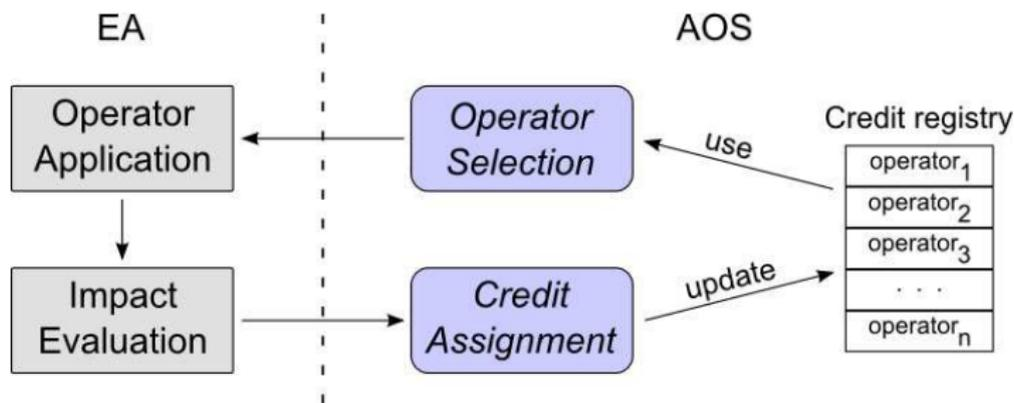 EA
AOS
Operator
Application
Operator
Selection
use
Credit registry
operator1
operator2
operator3
. . .
operatorn
Impact
Evaluation
Credit
Assignment
update